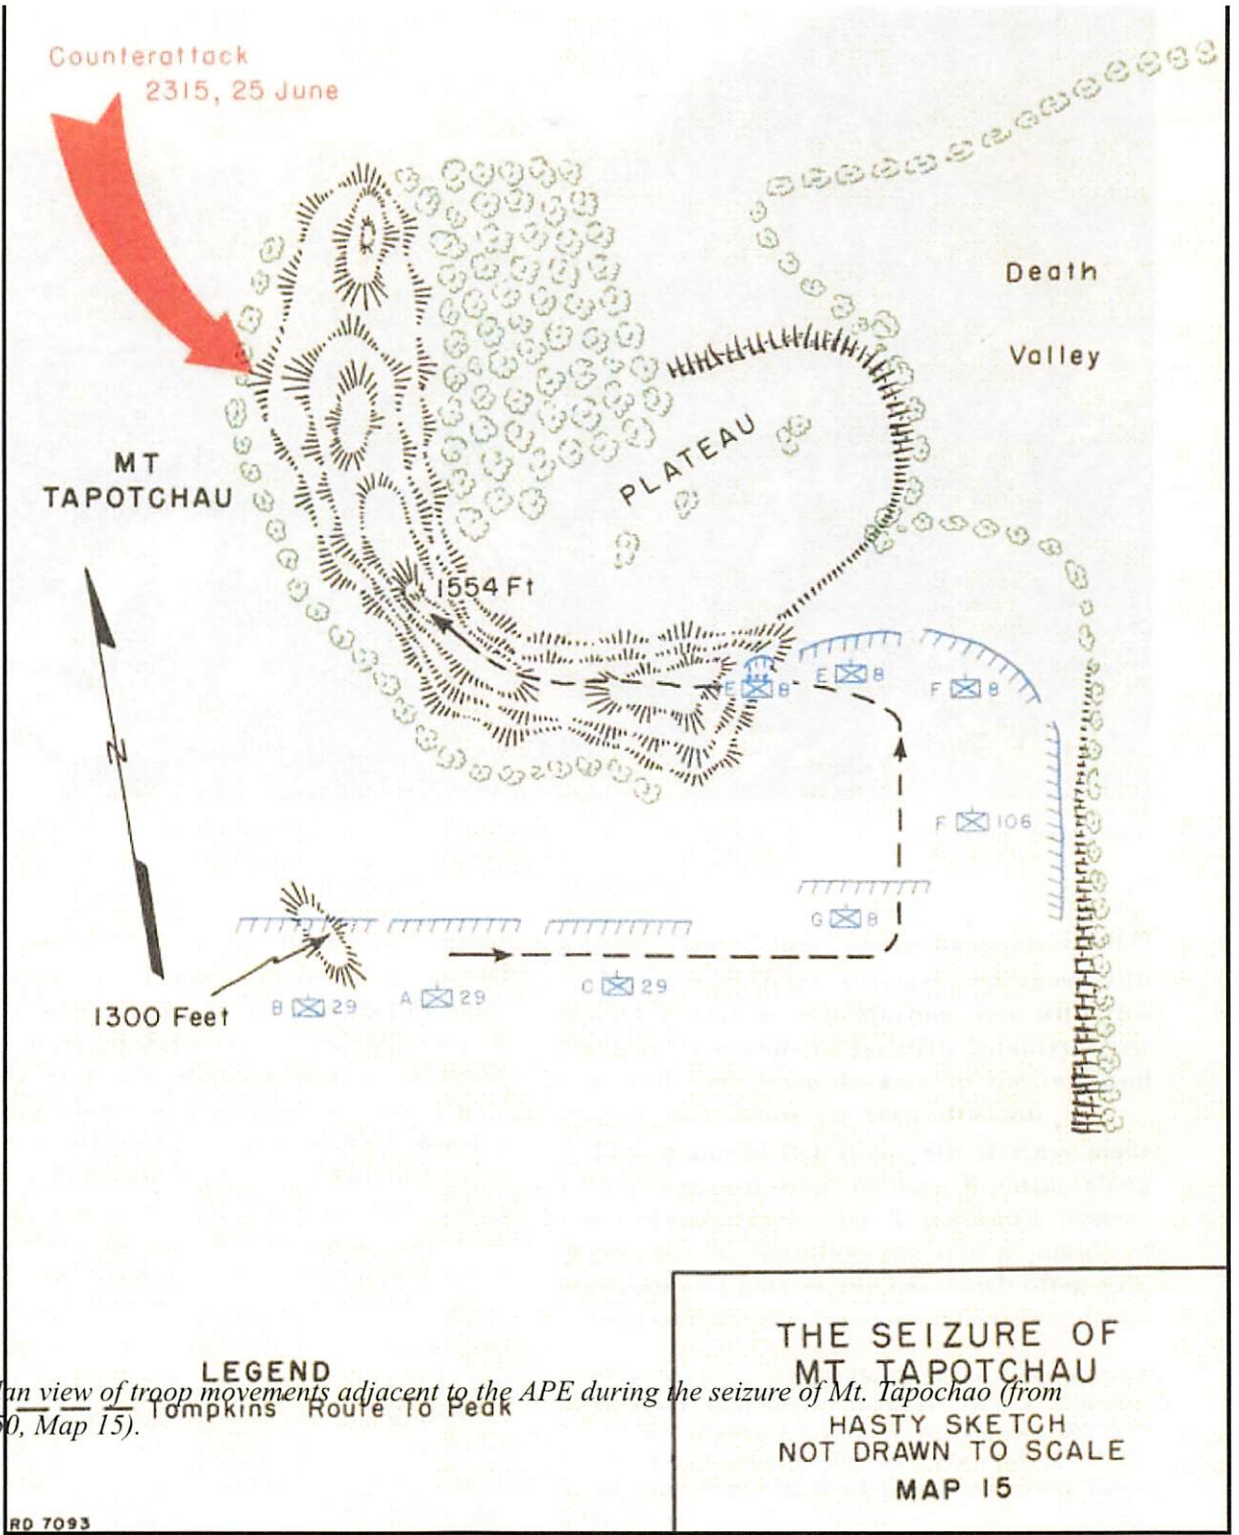 Counterattack
2315, 25 June
Death
Valley
PLATEAU
MT
TAPOTCHAU
1554 Ft
E 8
E 8
F 8
N
F 106
G 8
1300 Feet
B 29
A 29
C 29
LEGEND
Tompkins Route To Peak
lan view of troop movements adjacent to the APE during the seizure of Mt. Tapochao (from
50, Map 15).
THE SEIZURE OF
MT. TAPOTCHAU
HASTY SKETCH
NOT DRAWN TO SCALE
MAP 15
RD 7093